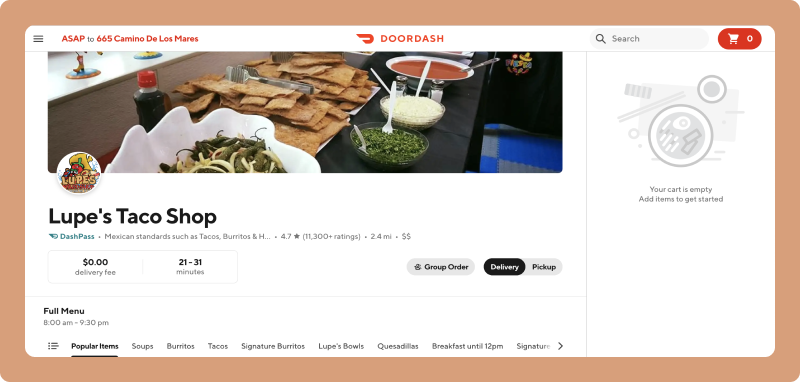 ASAP to 665 Camino De Los Mares
DOORDASH
Search
0
LUPE'S
Lupe's Taco Shop
DashPass • Mexican standards such as Tacos, Burritos & H... • 4.7 ★ (11,300+ ratings) • 2.4 mi • $$
$0.00
delivery fee
21 - 31
minutes
Group Order
Delivery
Pickup
Full Menu
8:00 am - 9:30 pm
Popular Items
Soups
Burritos
Tacos
Signature Burritos
Lupe's Bowls
Quesadillas
Breakfast until 12pm
Signature
Your cart is empty
Add items to get started